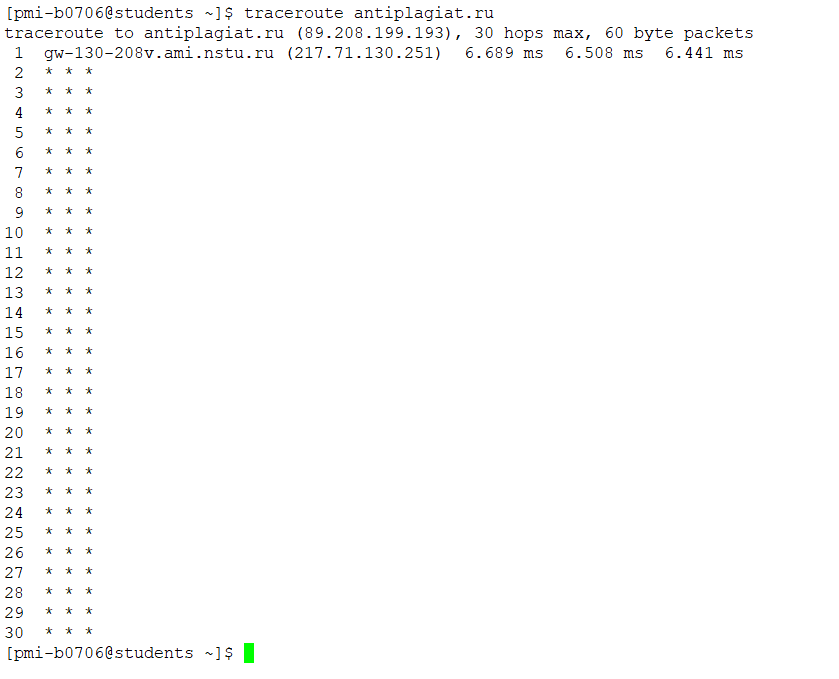 [pmi-b0706@students ~]$ traceroute antiplagiat.ru
traceroute to antiplagiat.ru (89.208.199.193), 30 hops max, 60 byte packets
 1  gw-130-208v.ami.nstu.ru (217.71.130.251)  6.689 ms  6.508 ms  6.441 ms
 2  * * *
 3  * * *
 4  * * *
 5  * * *
 6  * * *
 7  * * *
 8  * * *
 9  * * *
10  * * *
11  * * *
12  * * *
13  * * *
14  * * *
15  * * *
16  * * *
17  * * *
18  * * *
19  * * *
20  * * *
21  * * *
22  * * *
23  * * *
24  * * *
25  * * *
26  * * *
27  * * *
28  * * *
29  * * *
30  * * *
[pmi-b0706@students ~]$